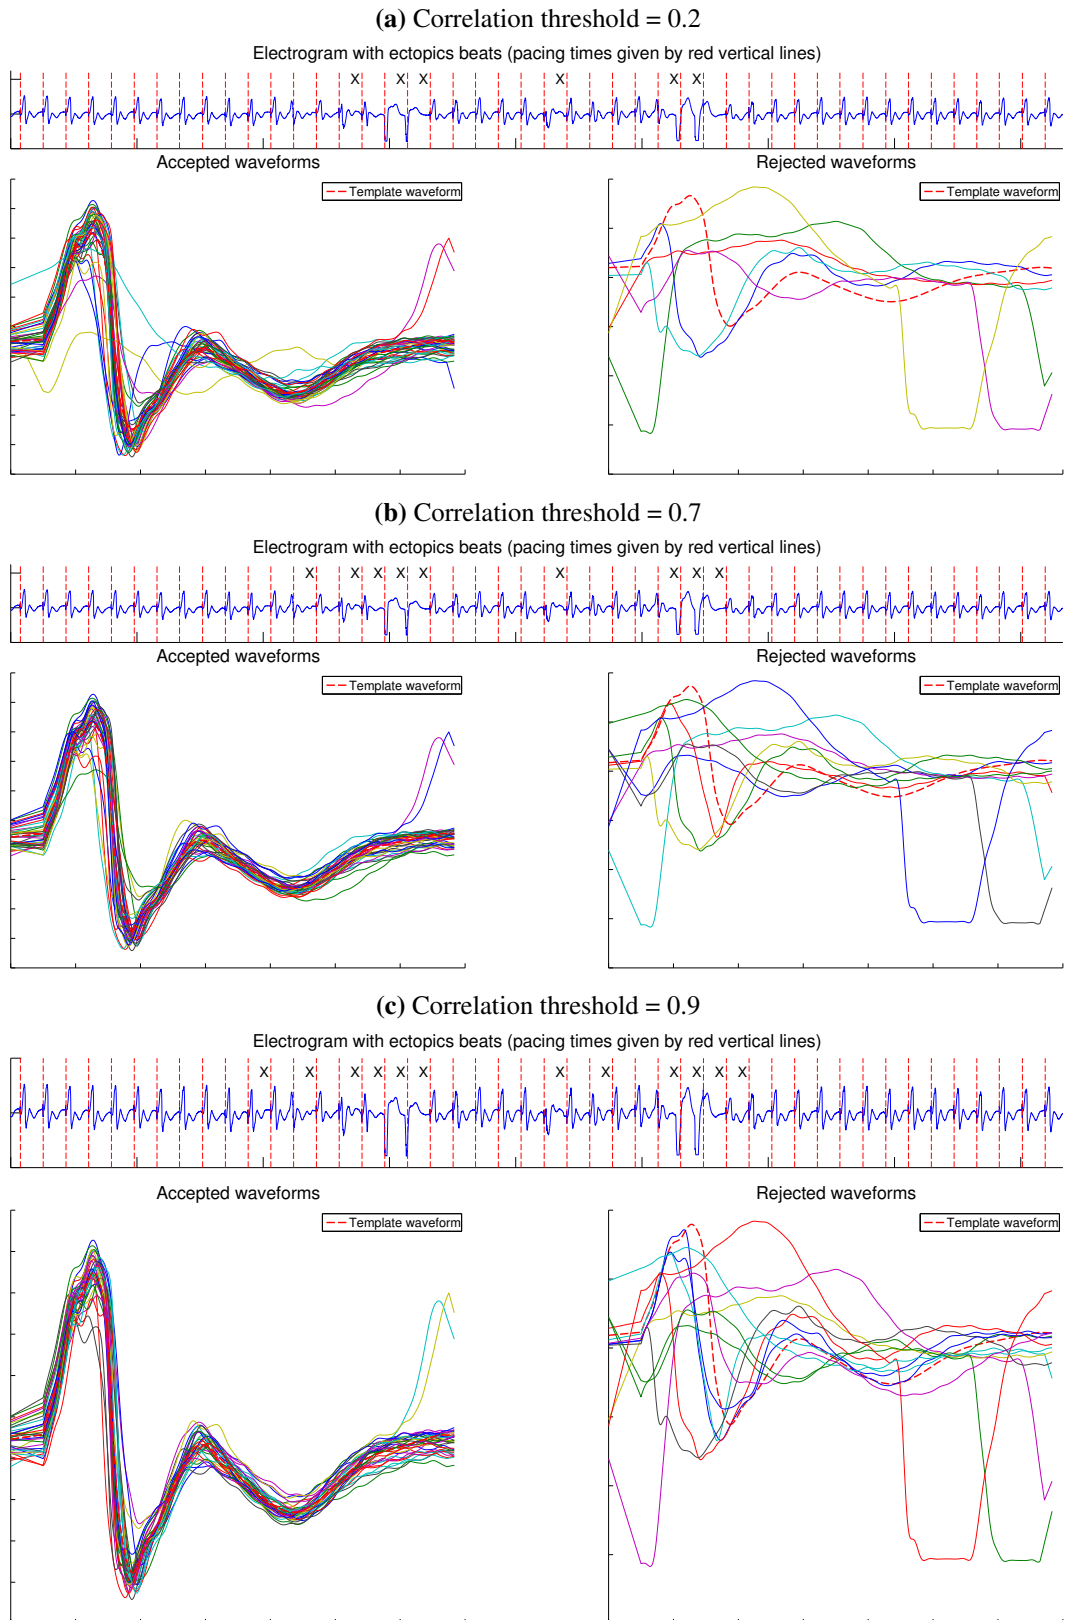 (a) Correlation threshold = 0.2
Electrogram with ectopics beats (pacing times given by red vertical lines)
X X X X X X
Accepted waveforms
Rejected waveforms
Template waveform
Template waveform
(b) Correlation threshold = 0.7
Electrogram with ectopics beats (pacing times given by red vertical lines)
X X X X X X X X X
Accepted waveforms
Rejected waveforms
Template waveform
Template waveform
(c) Correlation threshold = 0.9
Electrogram with ectopics beats (pacing times given by red vertical lines)
X X X X X X X X X X X X
Accepted waveforms
Rejected waveforms
Template waveform
Template waveform